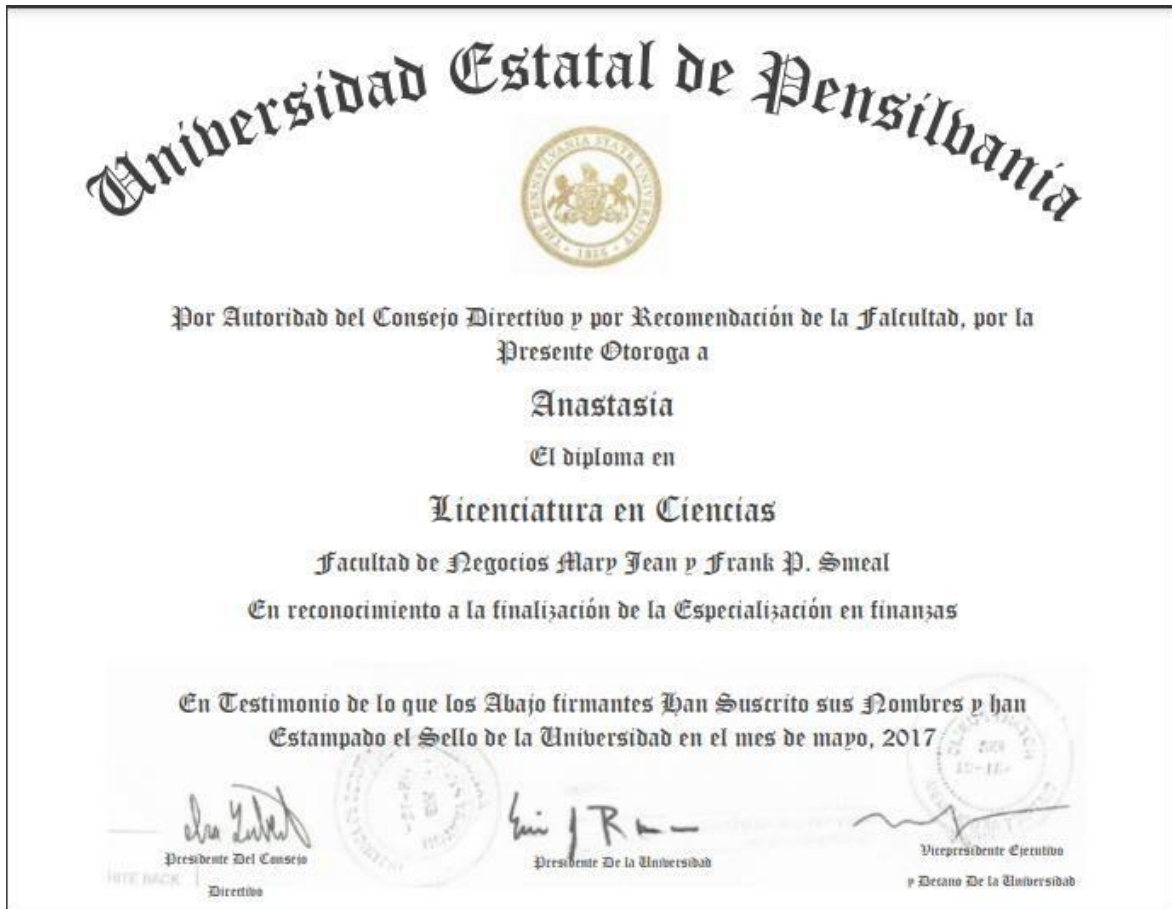 Universidad Estatal de Pensilvania
THE PENNSYLVANIA STATE UNIVERSITY
Por Autoridad del Consejo Directivo y por Recomendación de la Falcultad, por la
Presente Otoroga a
Anastasia
El diploma en
Licenciatura en Ciencias
Facultad de Negocios Mary Jean y Frank P. Smeal
En reconocimiento a la finalización de la Especialización en finanzas
En Testimonio de lo que los Abajo firmantes Han Suscrito sus Nombres y han
Estampado el Sello de la Universidad en el mes de mayo, 2017
Presidente Del Consejo
Directivo
Presidente De la Universidad
Vicepresidente Ejecutivo
y Decano De la Universidad